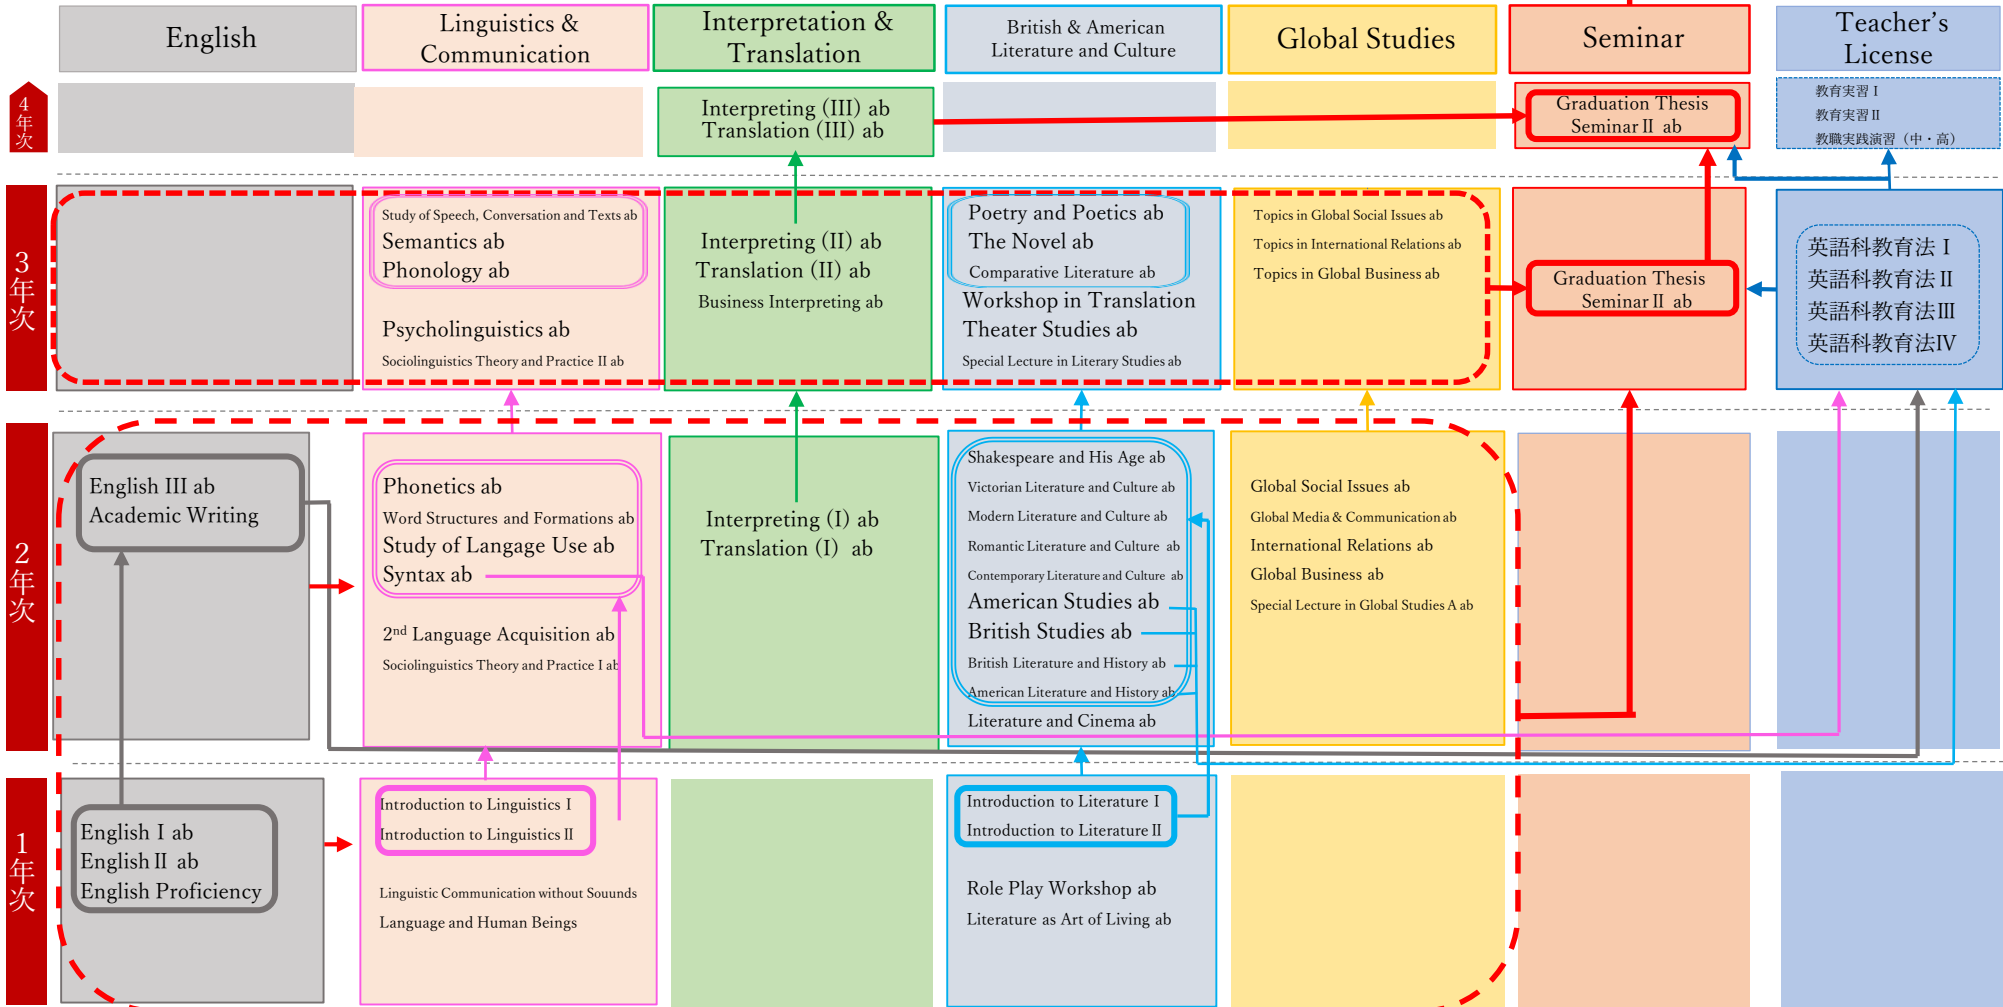 English
Linguistics &
Communication
Interpretation &
Translation
British & American
Literature and Culture
Global Studies
Seminar
Teacher's
License
4年次
Interpreting (III) ab
Translation (III) ab
Graduation Thesis
Seminar II ab
教育実習 I
教育実習 II
教職実践演習（中・高）
3年次
Study of Speech, Conversation and Texts ab
Semantics ab
Phonology ab
Psycholinguistics ab
Sociolinguistics Theory and Practice II ab
Interpreting (II) ab
Translation (II) ab
Business Interpreting ab
Poetry and Poetics ab
The Novel ab
Comparative Literature ab
Workshop in Translation
Theater Studies ab
Special Lecture in Literary Studies ab
Topics in Global Social Issues ab
Topics in International Relations ab
Topics in Global Business ab
Graduation Thesis
Seminar II ab
英語科教育法 I
英語科教育法 II
英語科教育法III
英語科教育法IV
2年次
English III ab
Academic Writing
Phonetics ab
Word Structures and Formations ab
Study of Langage Use ab
Syntax ab
2nd Language Acquisition ab
Sociolinguistics Theory and Practice I ab
Interpreting (I) ab
Translation (I) ab
Shakespeare and His Age ab
Victorian Literature and Culture ab
Modern Literature and Culture ab
Romantic Literature and Culture ab
Contemporary Literature and Culture ab
American Studies ab
British Studies ab
British Literature and History ab
American Literature and History ab
Literature and Cinema ab
Global Social Issues ab
Global Media & Communication ab
International Relations ab
Global Business ab
Special Lecture in Global Studies A ab
1年次
English I ab
English II ab
English Proficiency
Introduction to Linguistics I
Introduction to Linguistics II
Linguistic Communication without Souunds
Language and Human Beings
Introduction to Literature I
Introduction to Literature II
Role Play Workshop ab
Literature as Art of Living ab